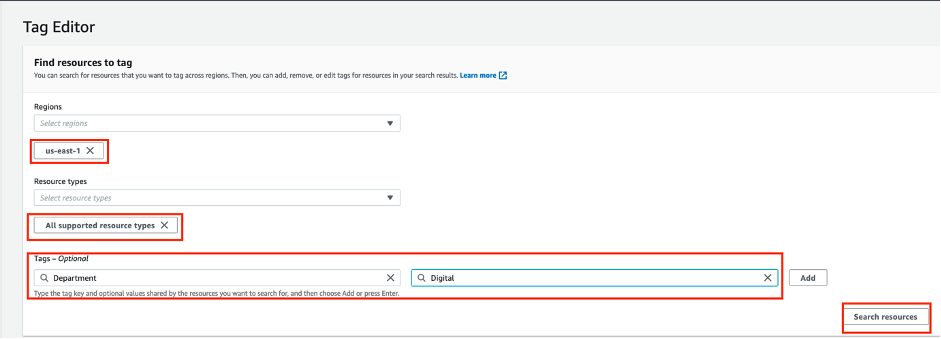 Tag Editor
Find resources to tag
You can search for resources that you want to tag across regions. Then, you can add, remove, or edit tags for resources in your search results. Learn more
Regions
Select regions
us-east-1
Resource types
Select resource types
All supported resource types
Tags – Optional
Department Digital Add
Type the tag key and optional values shared by the resources you want to search for, and then choose Add or press Enter.
Search resources